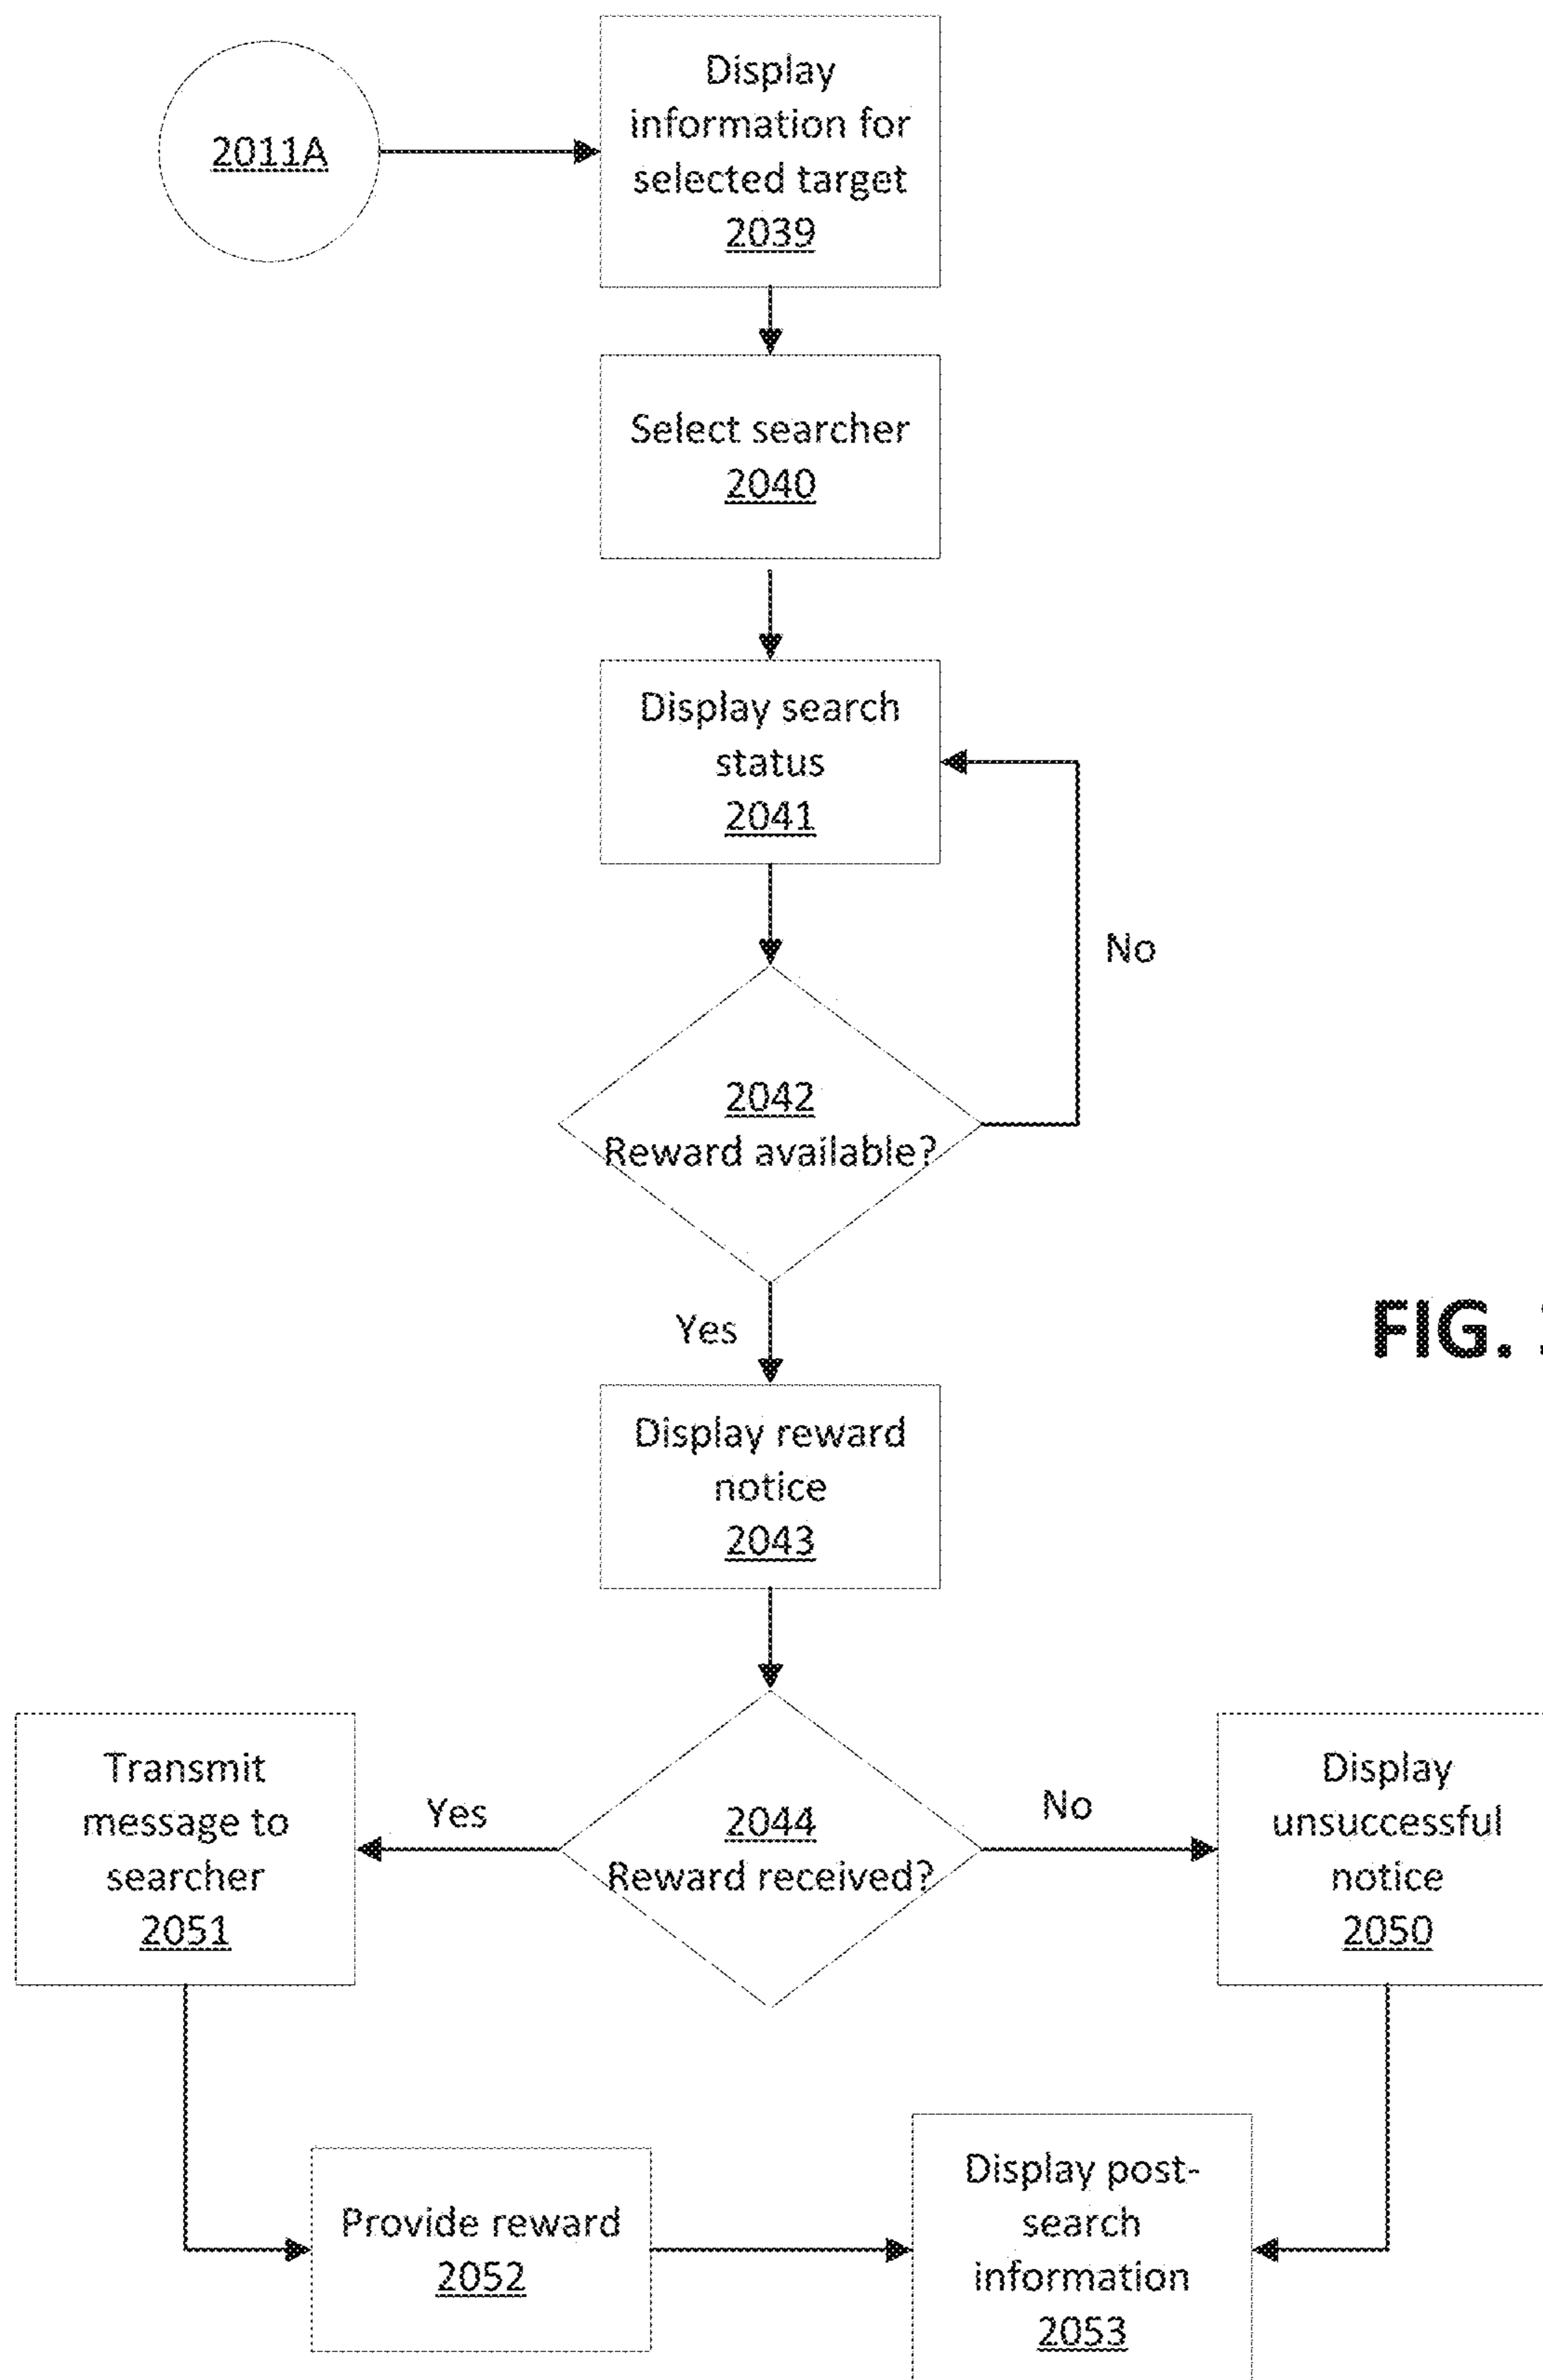 2011A
Display
information for
selected target
2039
Select searcher
2040
Display search
status
2041
No
2042
Reward available?
Yes
FIG.
Display reward
notice
2043
Transmit
message to
searcher
2051
Yes
2044
Reward received?
No
Display
unsuccessful
notice
2050
Provide reward
2052
Display post-
search
information
2053